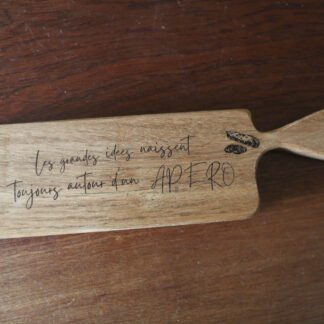 Les grandes idées naissent
toujours autour d'un APERO